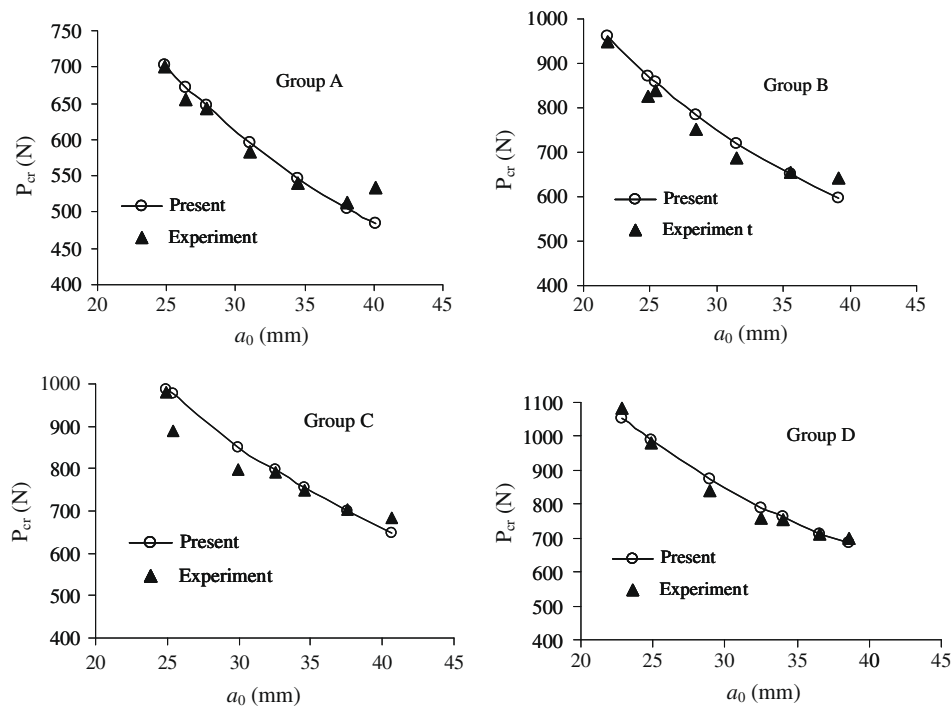 750
700
650
600
550
500
450
400
P_cr (N)
Group A
Present
Experiment
20 25 30 35 40 45
a_0 (mm)
1000
900
800
700
600
500
400
P_cr (N)
Group B
Present
Experimen t
20 25 30 35 40 45
a_0 (mm)
1000
900
800
700
600
500
400
P_cr (N)
Group C
Present
Experiment
20 25 30 35 40 45
a_0 (mm)
1100
1000
900
800
700
600
500
400
P_cr (N)
Group D
Present
Experiment
20 25 30 35 40 45
a_0 (mm)